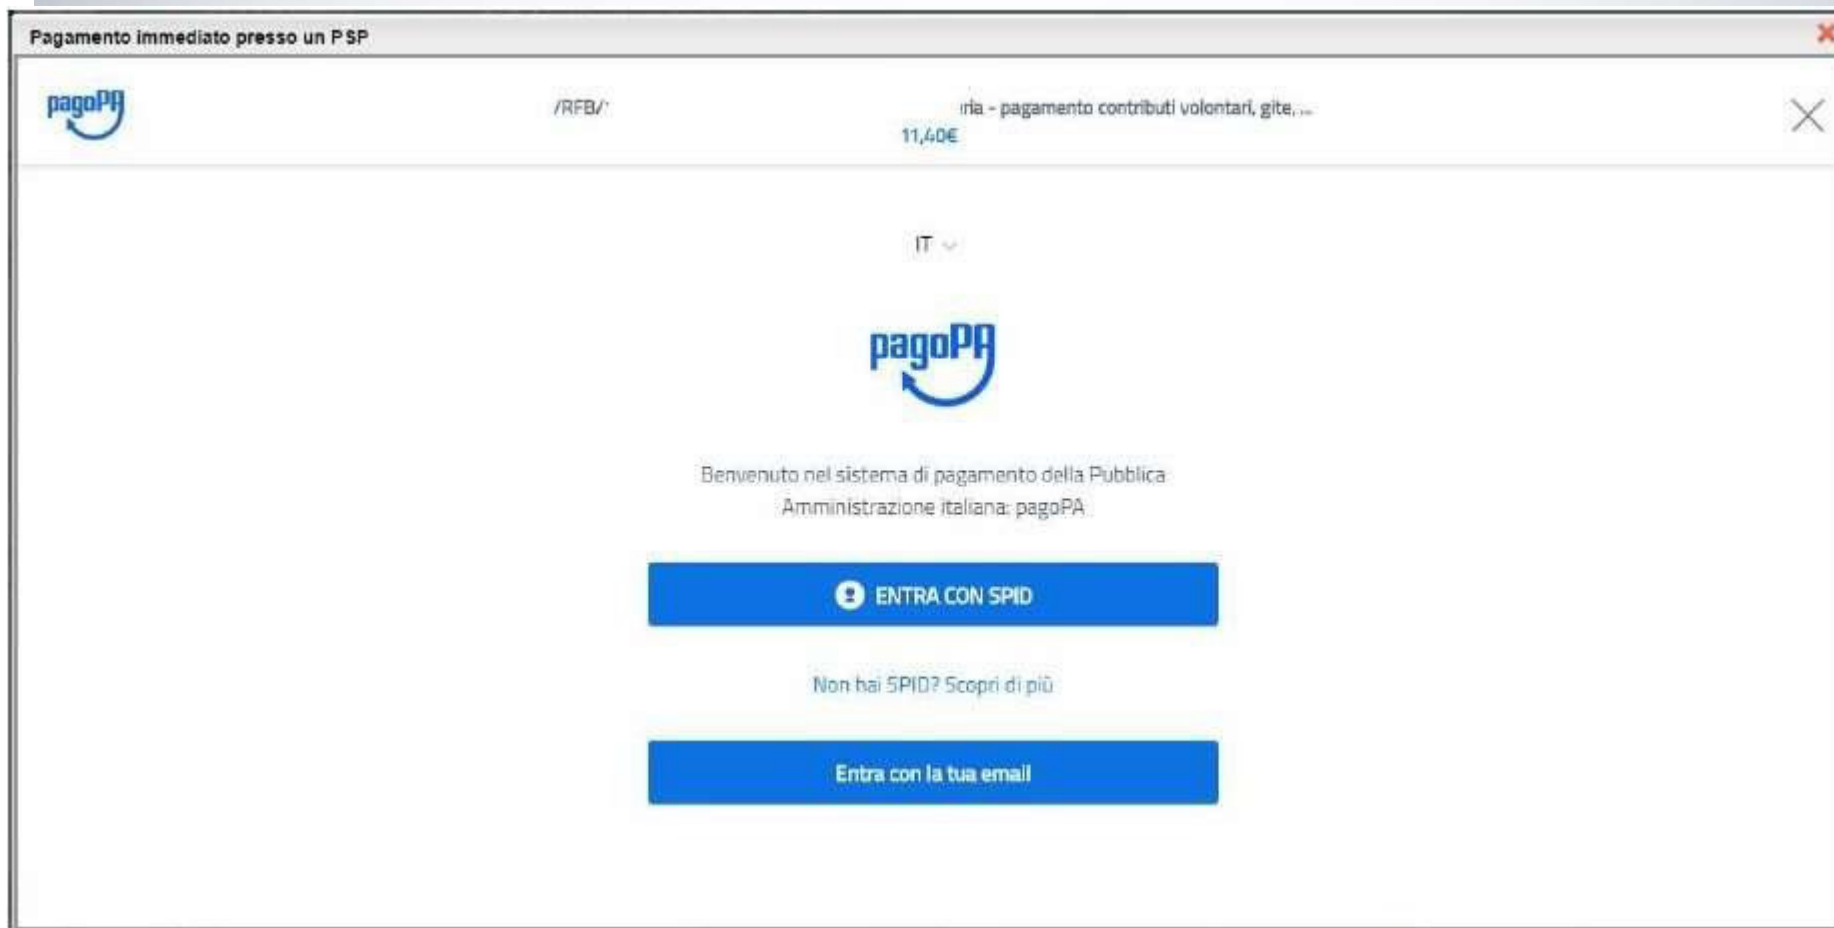 Pagamento immediato presso un PSP
pagoPA
/RFB/
- pagamento contributi volontari, gite, ...
11,40€
IT
pagoPA
Benvenuto nel sistema di pagamento della Pubblica
Amministrazione italiana: pagoPA
ENTRA CON SPID
Non hai SPID? Scopri di più
Entra con la tua email